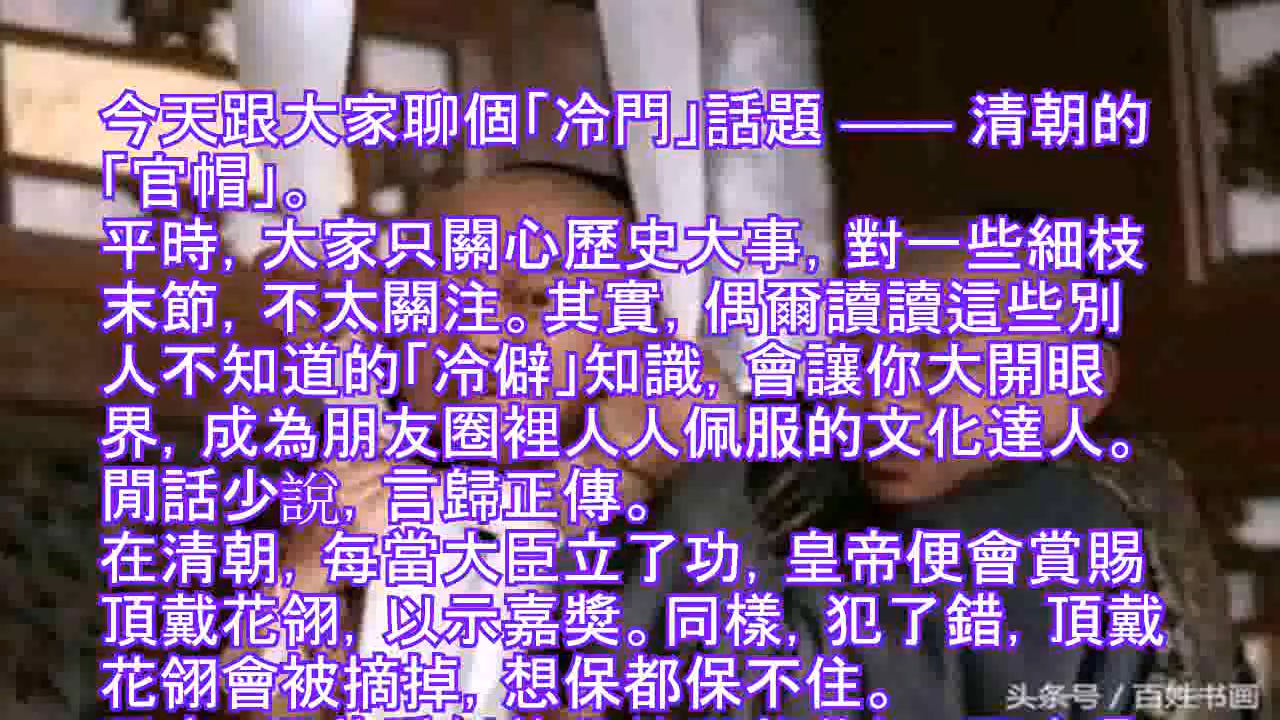 今天跟大家聊個「冷門」話題 —— 清朝的
「官帽」。
平時, 大家只關心歷史大事, 對一些細枝
末節, 不太關注。其實, 偶爾讀讀這些別
人不知道的「冷僻」知識, 會讓你大開眼
界, 成為朋友圈裡人人佩服的文化達人。
閒話少說, 言歸正傳。
在清朝, 每當大臣立了功, 皇帝便會賞賜
頂戴花翎, 以示嘉獎。同樣, 犯了錯, 頂戴
花翎會被摘掉, 想保都保不住。
头条号 / 百姓书画